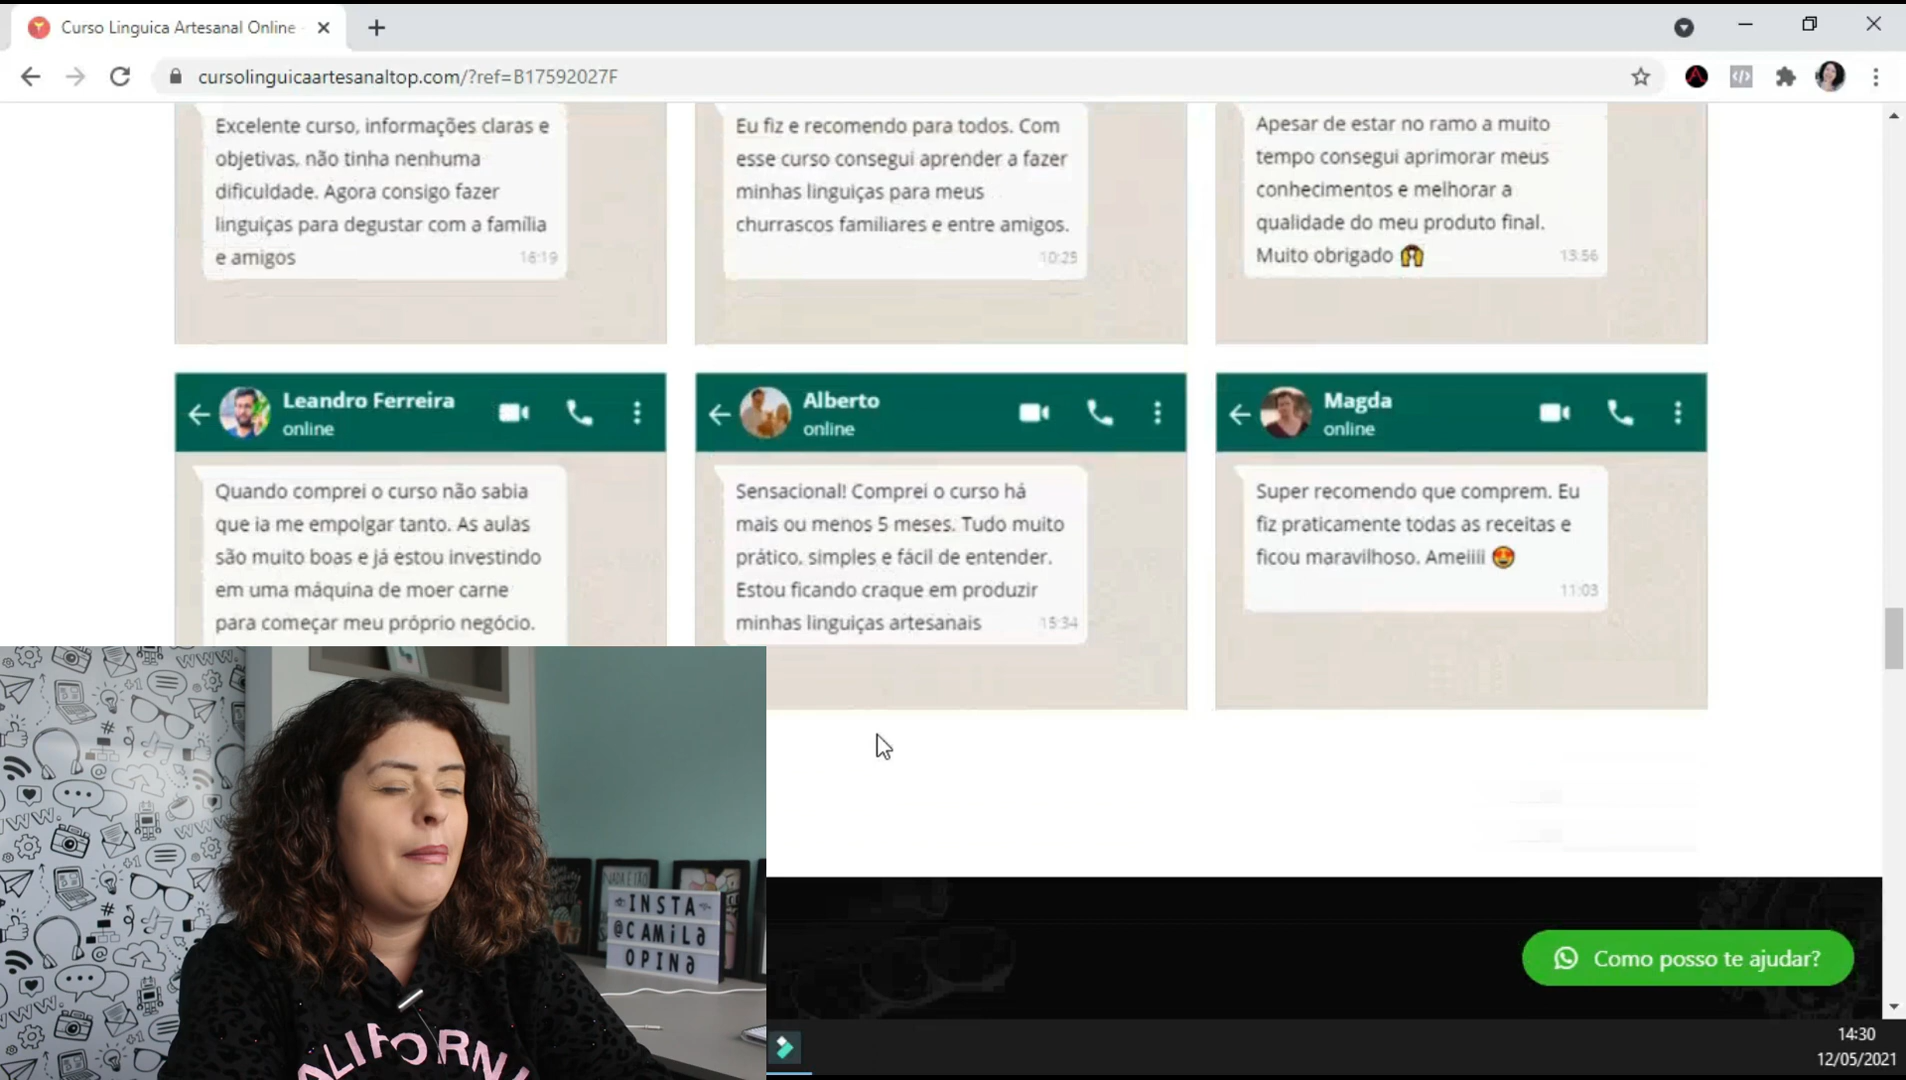 Curso Linguica Artesanal Online
cursolinguicaartesanaltop.com/?ref=B17592027F
Excelente curso, informações claras e
objetivas, não tinha nenhuma
dificuldade. Agora consigo fazer
linguiças para degustar com a família
e amigos
16:19
Eu fiz e recomendo para todos. Com
esse curso consegui aprender a fazer
minhas linguiças para meus
churrascos familiares e entre amigos.
10:25
Apesar de estar no ramo a muito
tempo consegui aprimorar meus
conhecimentos e melhorar a
qualidade do meu produto final.
Muito obrigado
13:56
Leandro Ferreira
online
Quando comprei o curso não sabia
que ia me empolgar tanto. As aulas
são muito boas e já estou investindo
em uma máquina de moer carne
para começar meu próprio negócio.
Alberto
online
Sensacional! Comprei o curso há
mais ou menos 5 meses. Tudo muito
prático, simples e fácil de entender.
Estou ficando craque em produzir
minhas linguiças artesanais
15:34
Magda
online
Super recomendo que comprem. Eu
fiz praticamente todas as receitas e
ficou maravilhoso. Ameiiii 😍
11:03
INSTA
@CAMILA
OPINA
Como posso te ajudar?
14:30
12/05/2021